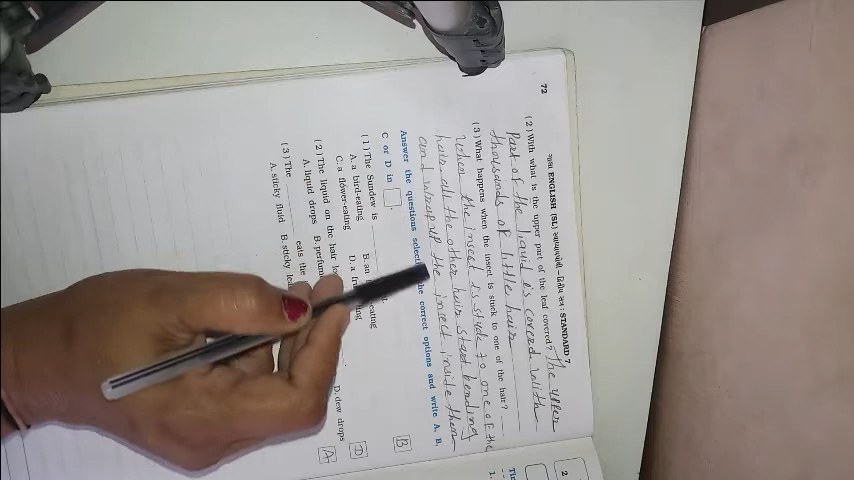 72
ENGLISH (SL) STANDARD 7
(2) With what is the upper part of the leaf covered? The upper
part of the liquid is covered with
thousands of little hair
(3) What happens when the insect is stuck to one of the hair?
When the insect is stuck to one of the
hair all the other hair start bending
and wrap up the insect inside them
Answer the questions the correct options and write A, B,
C or D in
(1) The Sundew is
A. a bird-eating
C. a flower-eating
B
(2) The liquid on the hair
A. liquid drops
D. dew drops
D
(3) The eats the
A. sticky fluid B. sticky
A
2
1.